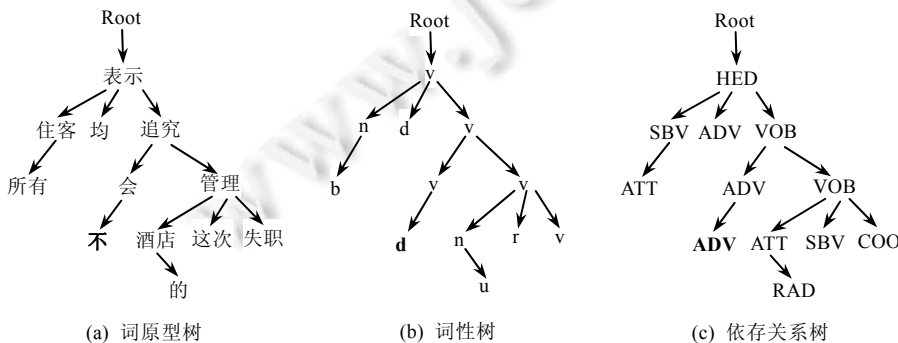 Root Root Root
表示 v HED
住客 均 追究 n d v SBV ADV VOB
所有 会 管理 b v v ATT ADV VOB
不 酒店 这次 失职 d n r v ADV ATT SBV COO
的 u RAD
(a) 词原型树 (b) 词性树 (c) 依存关系树